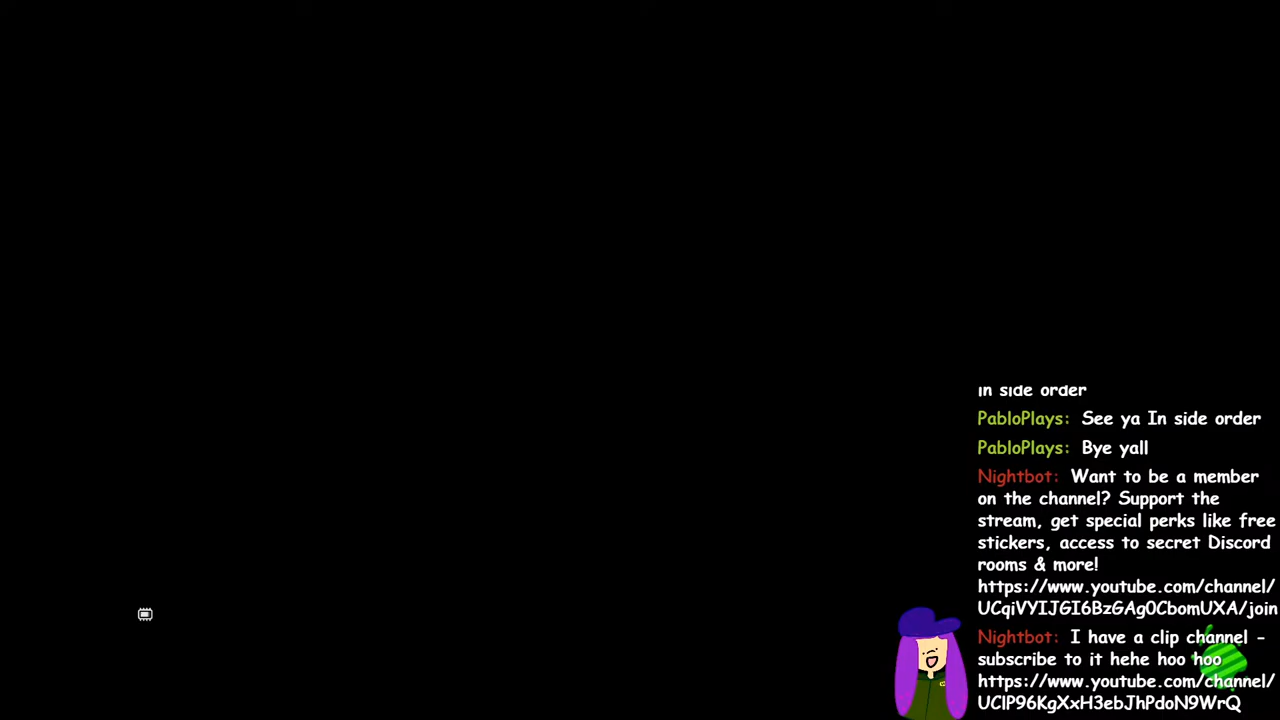 in side order
PabloPlays: See ya In side order
PabloPlays: Bye yall
Nightbot: Want to be a member
on the channel? Support the
stream, get special perks like free
stickers, access to secret Discord
rooms & more!
https://www.youtube.com/channel/
UCqiVYIJGI6BzGAg0CbomUXA/join
Nightbot: I have a clip channel -
subscribe to it hehe hoo hoo
https://www.youtube.com/channel/
UClP96KgXxH3ebJhPdoN9WrQ